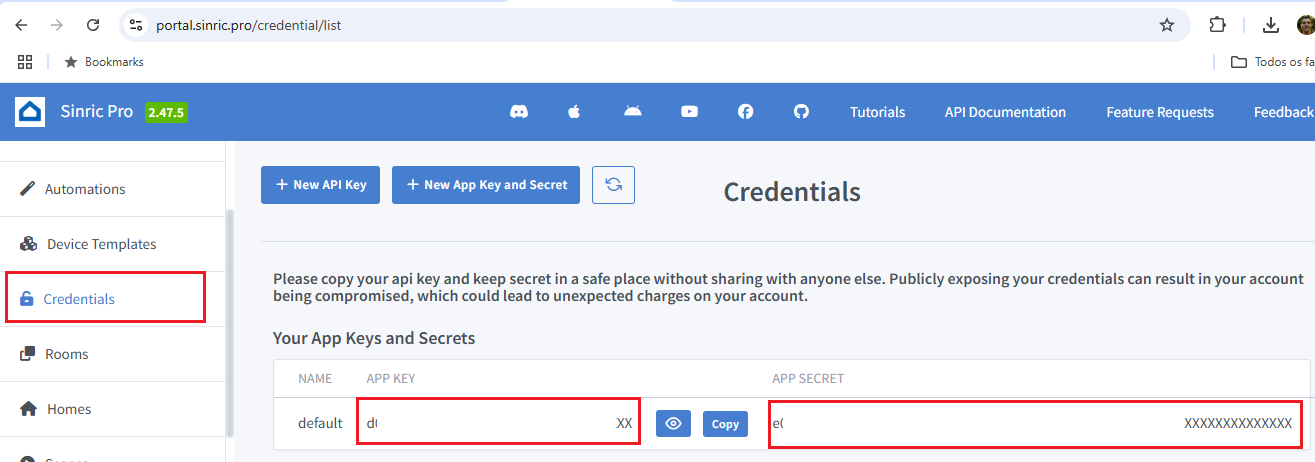 portal.sinric.pro/credential/list
Bookmarks
Todos os fa
Sinric Pro 2.47.5 Tutorials API Documentation Feature Requests Feedback
Automations
Device Templates
Credentials
Rooms
Homes
+ New API Key + New App Key and Secret
Credentials
Please copy your api key and keep secret in a safe place without sharing with anyone else. Publicly exposing your credentials can result in your account
being compromised, which could lead to unexpected charges on your account.
Your App Keys and Secrets
NAME APP KEY APP SECRET
default d XX Copy e XXXXXXXXXXXXXX